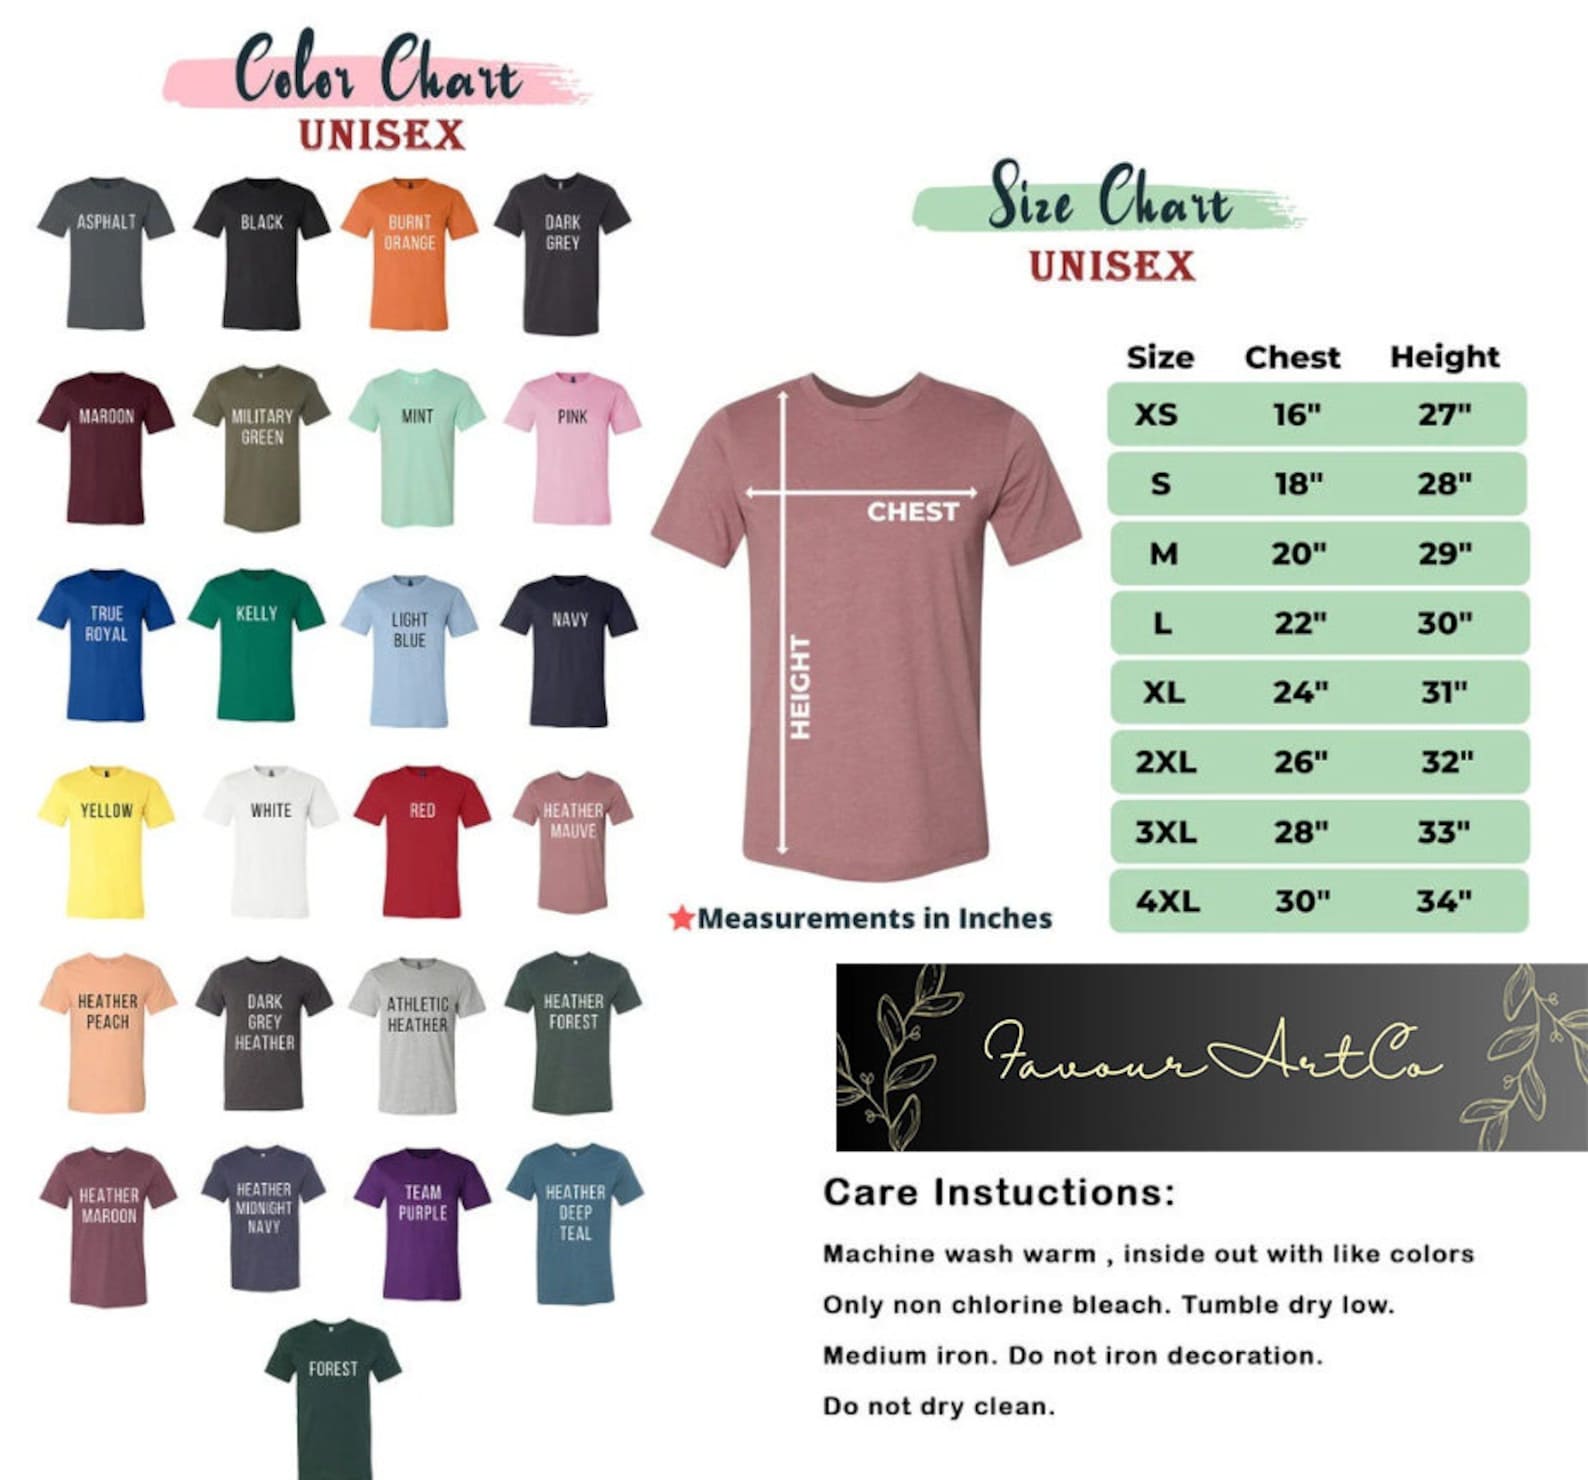 Color Chart
UNISEX
ASPHALT
BLACK
BURNT
ORANGE
DARK
GREY
MAROON
MILITARY
GREEN
MINT
PINK
TRUE
ROYAL
KELLY
LIGHT
BLUE
NAVY
YELLOW
WHITE
RED
HEATHER
MAUVE
HEATHER
PEACH
DARK
GREY
HEATHER
ATHLETIC
HEATHER
HEATHER
FOREST
HEATHER
MAROON
HEATHER
MIDNIGHT
NAVY
TEAM
PURPLE
HEATHER
DEEP
TEAL
FOREST
Size Chart
UNISEX
CHEST
HEIGHT
Measurements in Inches
Size Chest Height
XS 16" 27"
S 18" 28"
M 20" 29"
L 22" 30"
XL 24" 31"
2XL 26" 32"
3XL 28" 33"
4XL 30" 34"
FavourArtCo
Care Instuctions:
Machine wash warm , inside out with like colors
Only non chlorine bleach. Tumble dry low.
Medium iron. Do not iron decoration.
Do not dry clean.